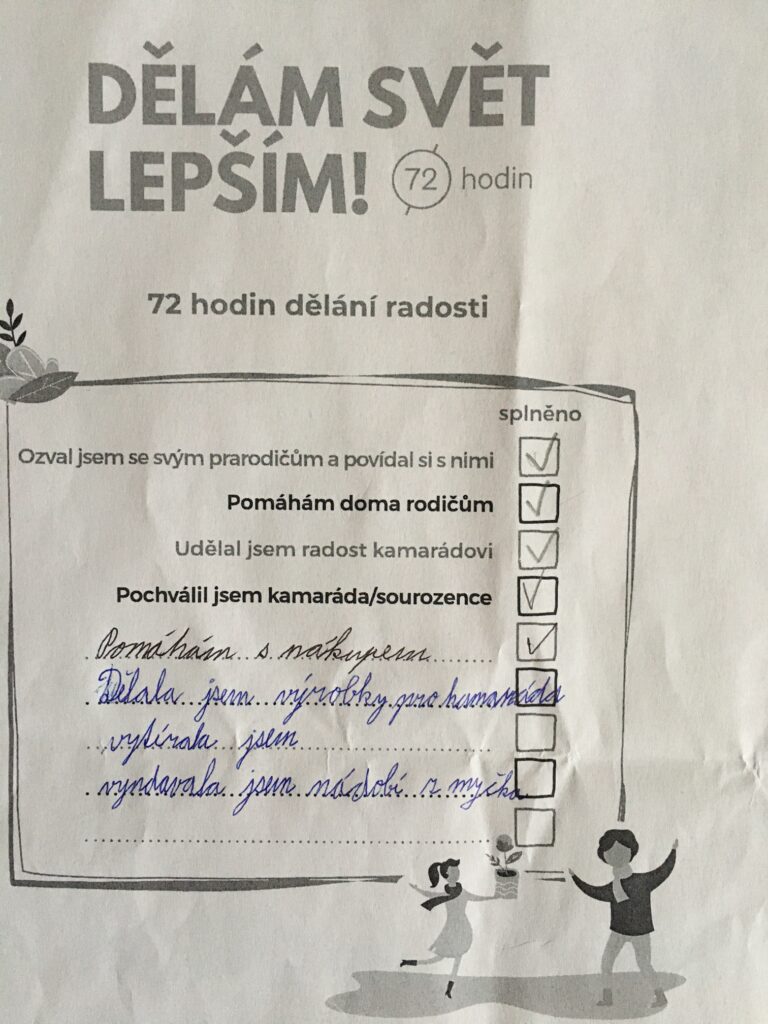 DĚLÁM SVĚT
LEPŠÍM! 72 hodin
72 hodin dělání radosti
splněno
Ozval jsem se svým prarodičům a povídal si s nimi
Pomáhám doma rodičům
Udělal jsem radost kamarádovi
Pochválil jsem kamaráda/sourozence
Pomáhám s nákupem
Dělala jsem výrobky pro kamaráda
vytírala jsem
vyndavala jsem nádobí z myčka